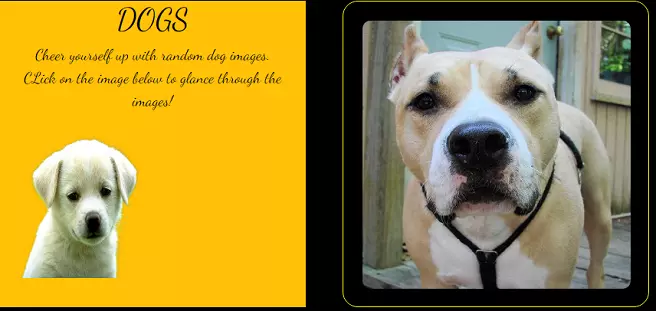 DOGS
Cheer yourself up with random dog images.
CLick on the image below to glance through the
images!